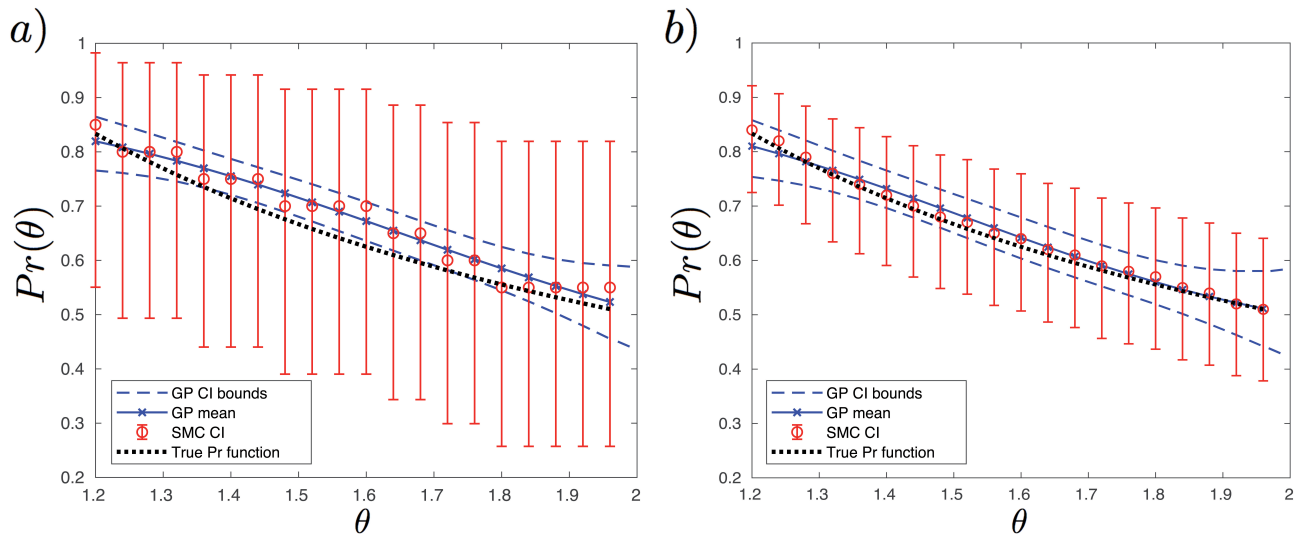 a)
1
0.9
0.8
0.7
0.6
0.5
0.4
0.3
0.2
Pr(θ)
1.2 1.3 1.4 1.5 1.6 1.7 1.8 1.9 2
θ
GP CI bounds
GP mean
SMC CI
True Pr function
b)
1
0.9
0.8
0.7
0.6
0.5
0.4
0.3
0.2
Pr(θ)
1.2 1.3 1.4 1.5 1.6 1.7 1.8 1.9 2
θ
GP CI bounds
GP mean
SMC CI
True Pr function